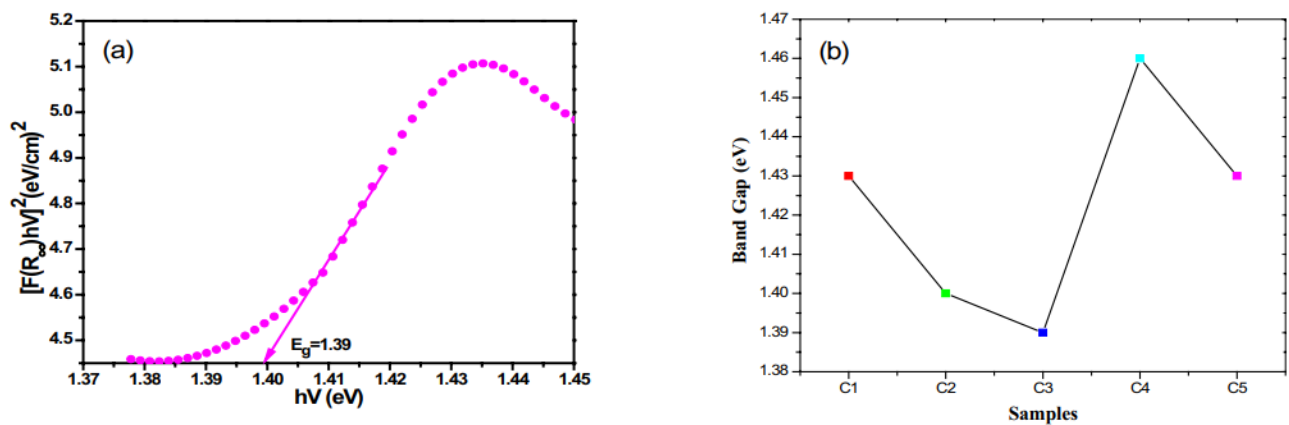 (a)
5.2
5.1
5.0
4.9
4.8
4.7
4.6
4.5
[F(R∞)hV]²(eV/cm)²
E_g=1.39
1.37 1.38 1.39 1.40 1.41 1.42 1.43 1.44 1.45
hV (eV)
(b)
1.47
1.46
1.45
1.44
1.43
1.42
1.41
1.40
1.39
1.38
Band Gap (eV)
C1 C2 C3 C4 C5
Samples